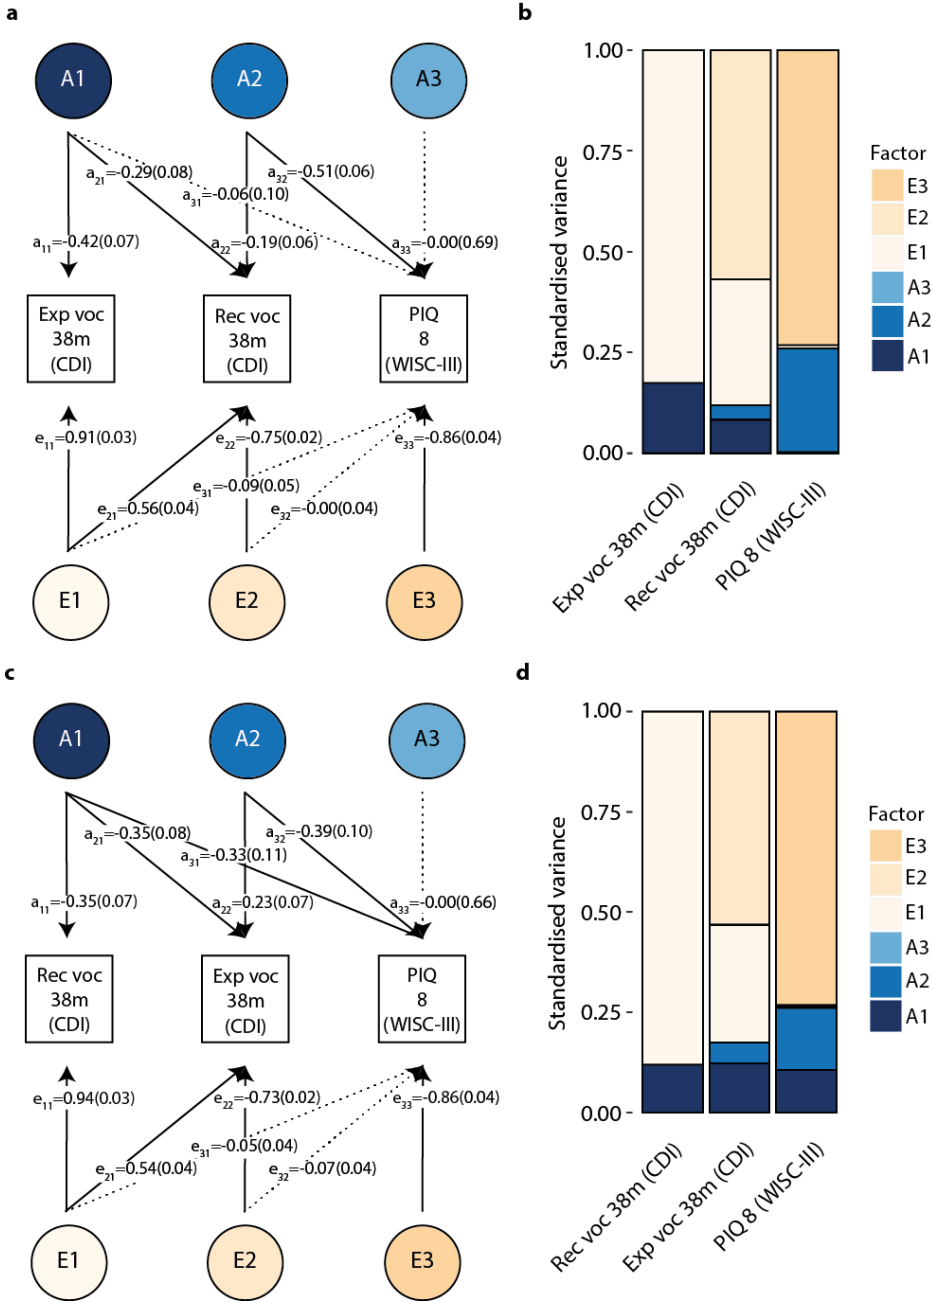 a
A1
A2
A3
a21=-0.29(0.08)
a32=-0.51(0.06)
a31=-0.06(0.10)
a11=-0.42(0.07)
a22=-0.19(0.06)
a33=-0.00(0.69)
Exp voc
38m
(CDI)
Rec voc
38m
(CDI)
PIQ
8
(WISC-III)
e11=0.91(0.03)
e22=-0.75(0.02)
e33=-0.86(0.04)
e31=-0.09(0.05)
e21=0.56(0.04)
e32=-0.00(0.04)
E1
E2
E3
b
Standardised variance
1.00
0.75
0.50
0.25
0.00
Exp voc 38m (CDI)
Rec voc 38m (CDI)
PIQ 8 (WISC-III)
Factor
E3
E2
E1
A3
A2
A1
c
A1
A2
A3
a21=-0.35(0.08)
a32=-0.39(0.10)
a31=-0.33(0.11)
a11=-0.35(0.07)
a22=0.23(0.07)
a33=-0.00(0.66)
Rec voc
38m
(CDI)
Exp voc
38m
(CDI)
PIQ
8
(WISC-III)
e11=0.94(0.03)
e22=-0.73(0.02)
e33=-0.86(0.04)
e31=-0.05(0.04)
e21=0.54(0.04)
e32=-0.07(0.04)
E1
E2
E3
d
Standardised variance
1.00
0.75
0.50
0.25
0.00
Rec voc 38m (CDI)
Exp voc 38m (CDI)
PIQ 8 (WISC-III)
Factor
E3
E2
E1
A3
A2
A1